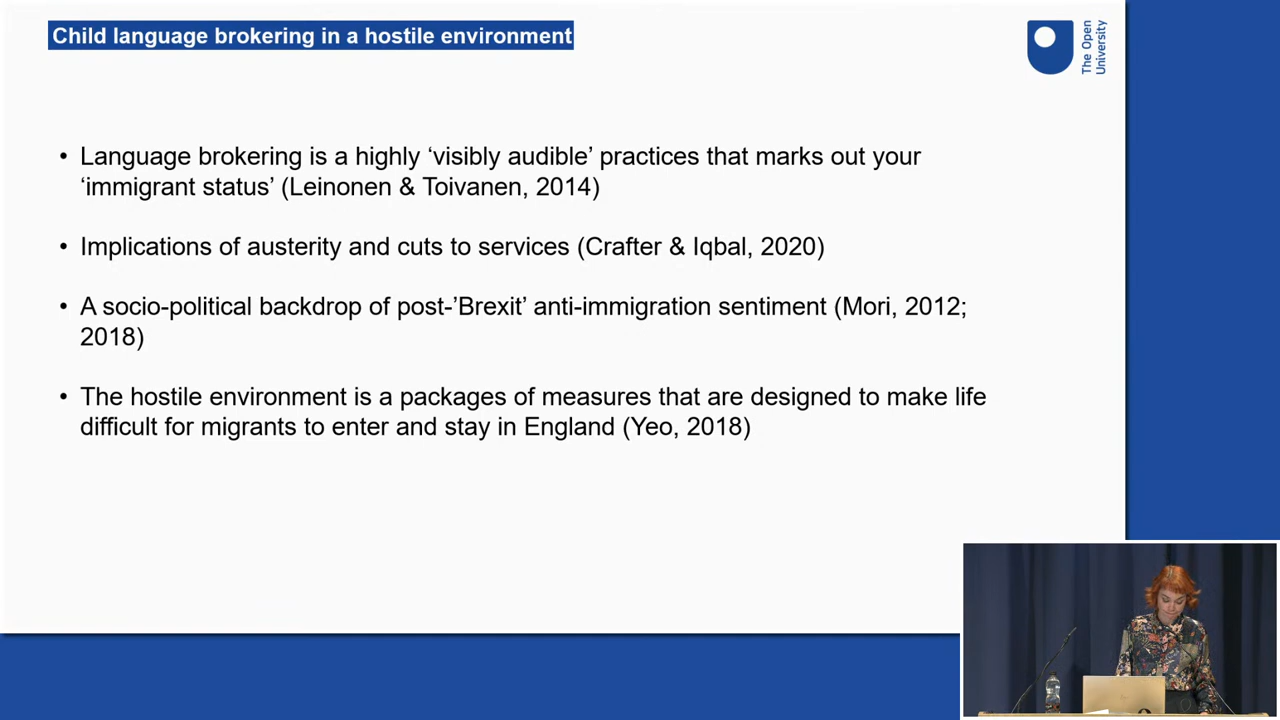 Child language brokering in a hostile environment
The Open
University
• Language brokering is a highly ‘visibly audible’ practices that marks out your
‘immigrant status’ (Leinonen & Toivanen, 2014)
• Implications of austerity and cuts to services (Crafter & Iqbal, 2020)
• A socio-political backdrop of post-’Brexit’ anti-immigration sentiment (Mori, 2012;
2018)
• The hostile environment is a packages of measures that are designed to make life
difficult for migrants to enter and stay in England (Yeo, 2018)